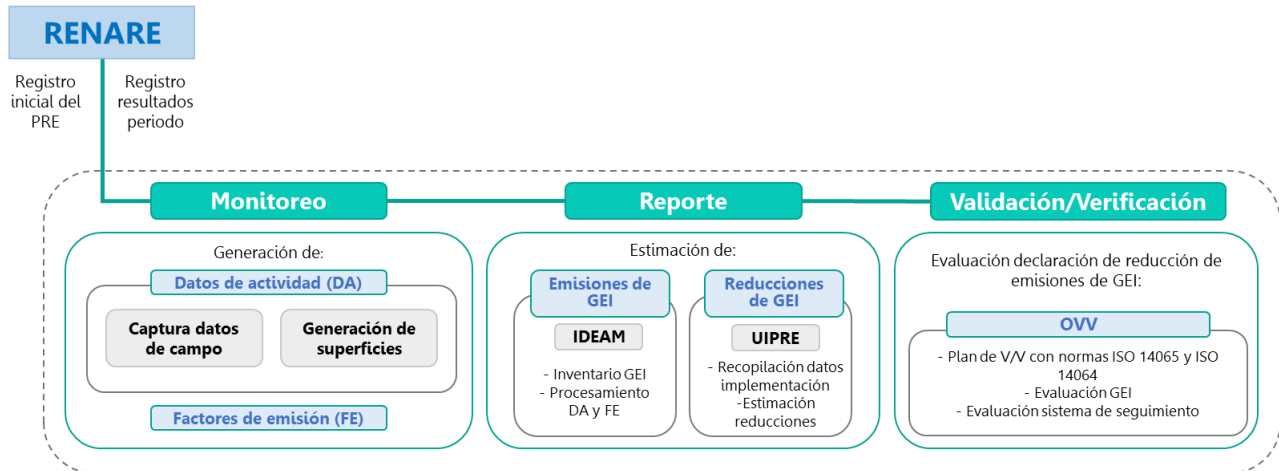 RENARE
Registro
inicial del
PRE
Registro
resultados
periodo
Monitoreo
Generación de:
Datos de actividad (DA)
Captura datos
de campo
Generación de
superficies
Factores de emisión (FE)
Reporte
Estimación de:
Emisiones de
GEI
IDEAM
- Inventario GEI
- Procesamiento
DA y FE
Reducciones
de GEI
UIPRE
- Recopilación datos
implementación
-Estimación
reducciones
Validación/Verificación
Evaluación declaración de reducción de
emisiones de GEI:
OVV
- Plan de V/V con normas ISO 14065 y ISO
14064
- Evaluación GEI
- Evaluación sistema de seguimiento